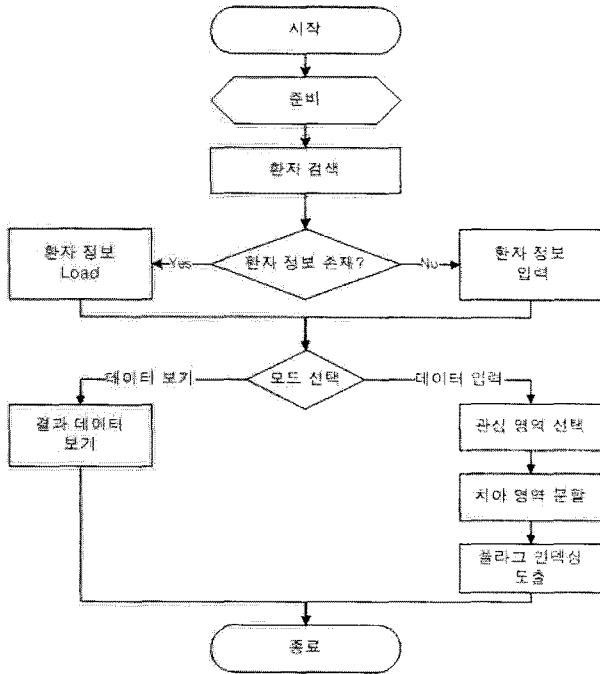 시작
준비
환자 검색
환자 정보
Load
Yes
환자 정보 존재?
No
환자 정보
입력
데이터 보기
모드 선택
데이터 입력
결과 데이터
보기
관심 영역 선택
치아 영역 분할
플라그 인덱싱
도출
종료